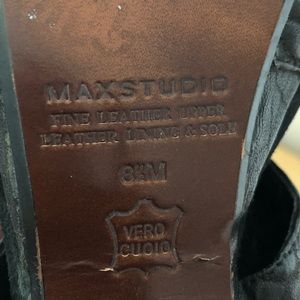 MAXSTUDIO
FINE LEATHER UPPER
LEATHER LINING & SOLE
8½M
VERO
CUOIO